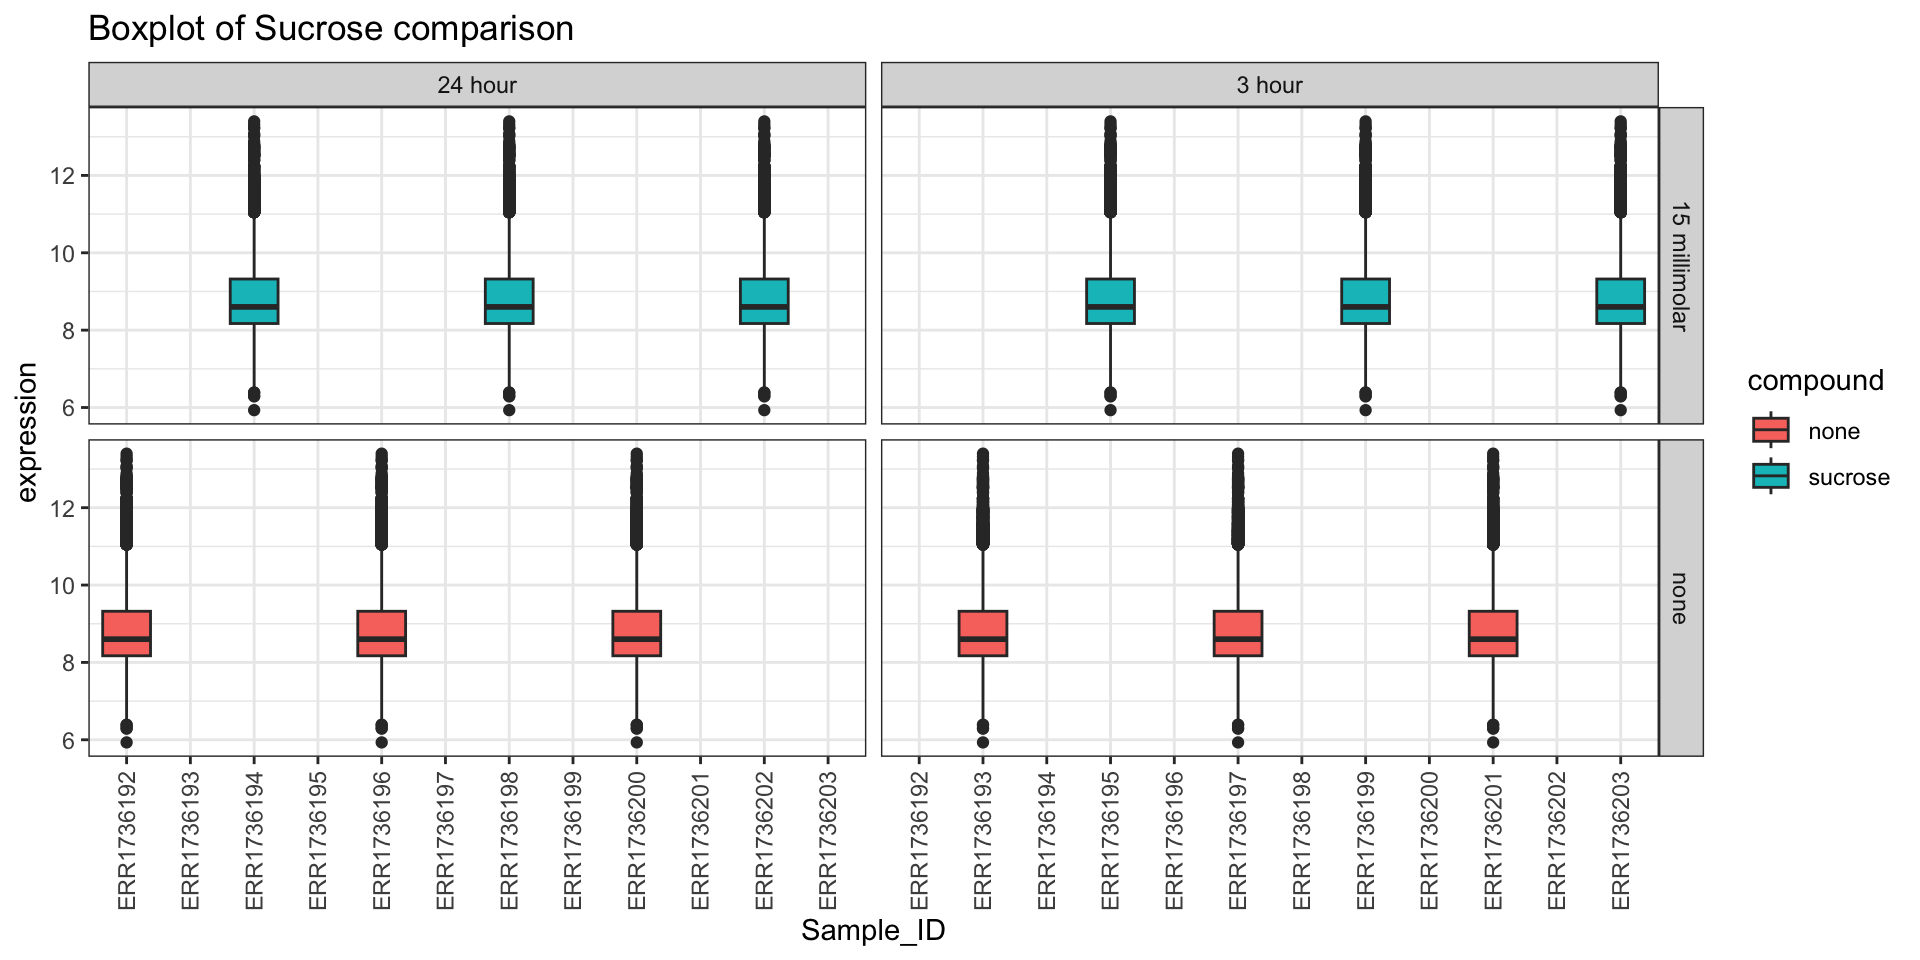 Boxplot of Sucrose comparison
24 hour
3 hour
12
10
8
6
15 millimolar
12
10
8
6
none
expression
ERR1736192
ERR1736193
ERR1736194
ERR1736195
ERR1736196
ERR1736197
ERR1736198
ERR1736199
ERR1736200
ERR1736201
ERR1736202
ERR1736203
ERR1736192
ERR1736193
ERR1736194
ERR1736195
ERR1736196
ERR1736197
ERR1736198
ERR1736199
ERR1736200
ERR1736201
ERR1736202
ERR1736203
Sample_ID
compound
none
sucrose